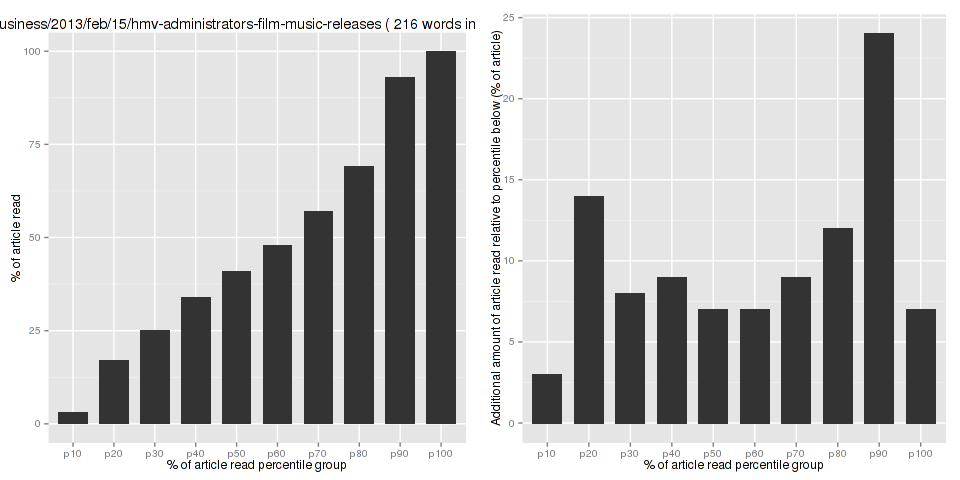 usiness/2013/feb/15/hmv-administrators-film-music-releases ( 216 words in
% of article read
100
75
50
25
0
p10 p20 p30 p40 p50 p60 p70 p80 p90 p100
% of article read percentile group
Additional amount of article read relative to percentile below (% of article)
25
20
15
10
5
0
p10 p20 p30 p40 p50 p60 p70 p80 p90 p100
% of article read percentile group